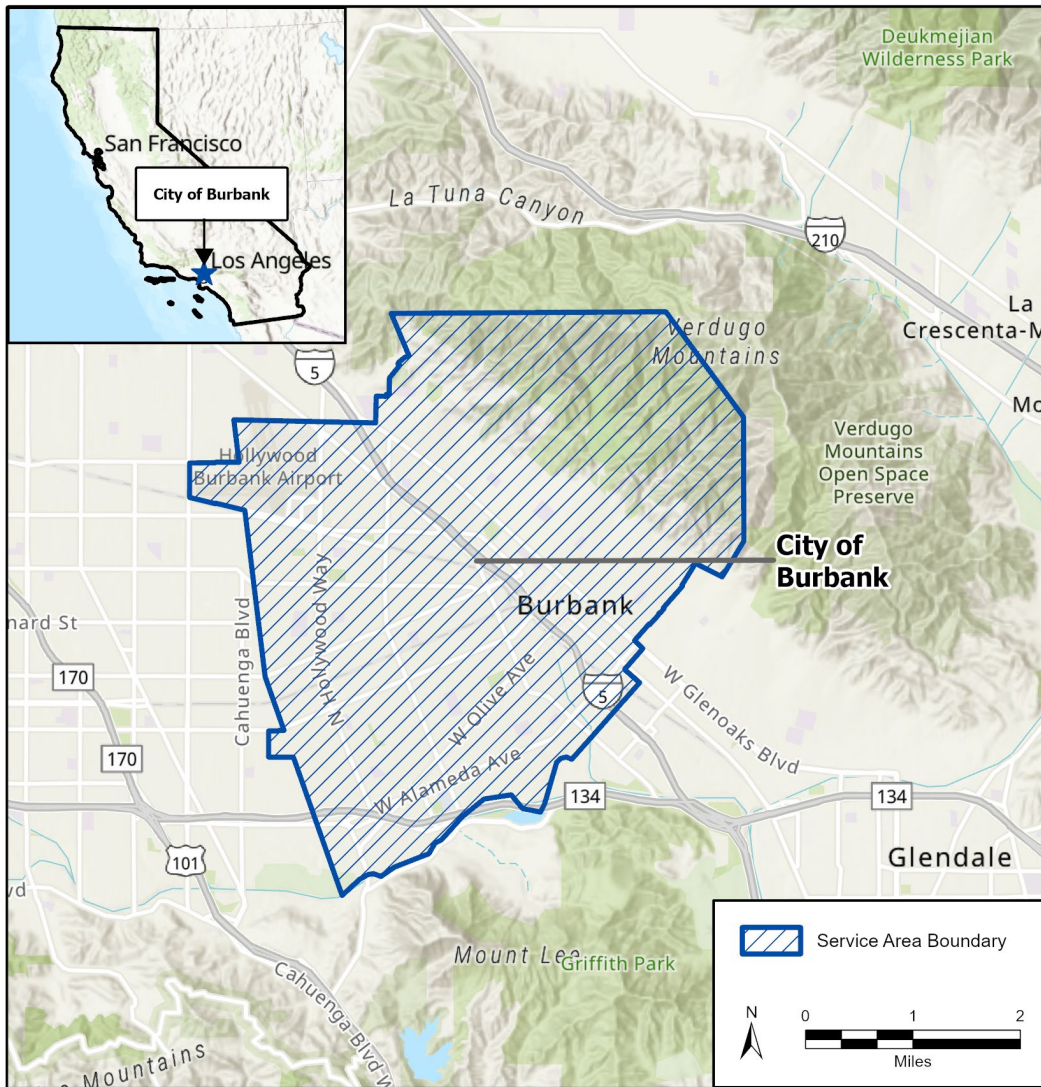 San Francisco
City of Burbank
Los Angeles
Deukmejian
Wilderness Park
La Tuna Canyon
210
La
Crescenta-M
5
Verdugo
Mountains
Mo
Hollywood
Burbank Airport
Verdugo
Mountains
Open Space
Preserve
City of
Burbank
Burbank
nard St
Cahuenga Blvd
N Hollywood Way
170
W Olive Ave
5
W Glenoaks Blvd
170
W Alameda Ave
134
134
101
Glendale
vd
Mount Lee
Griffith Park
Cahuenga Blvd W
Mountains
Service Area Boundary
N
0
1
2
Miles